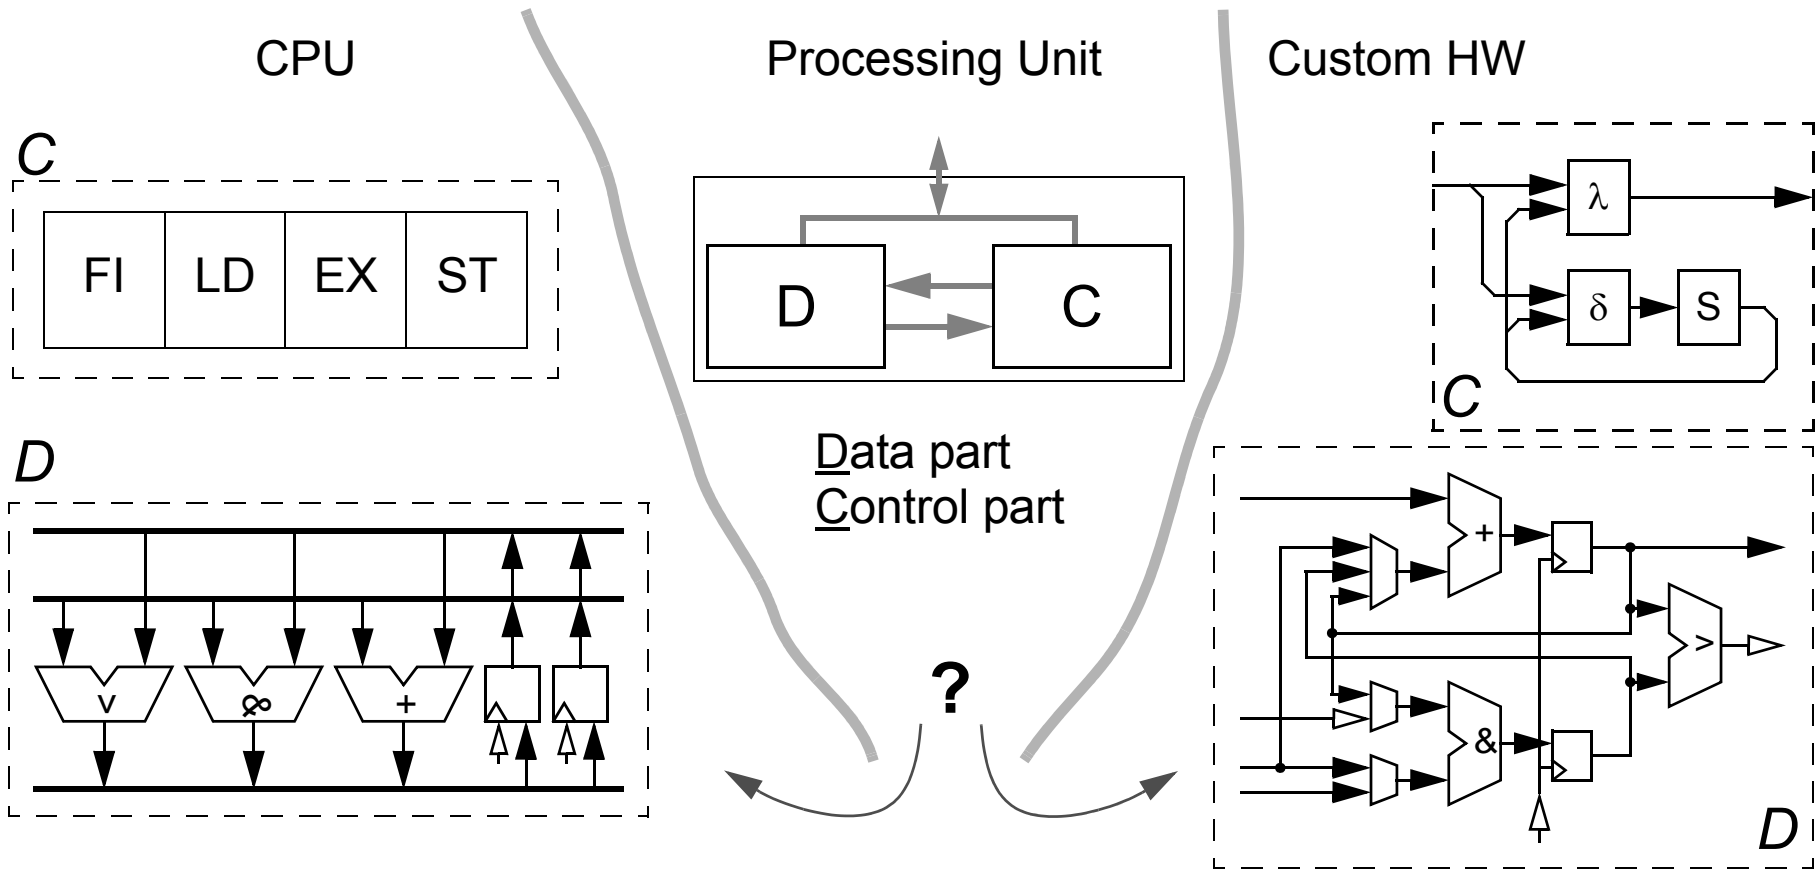 CPU
Processing Unit
Custom HW
C
FI LD EX ST
D
v & +
D C
Data part
Control part
?
λ
δ S
C
+
>
&
D